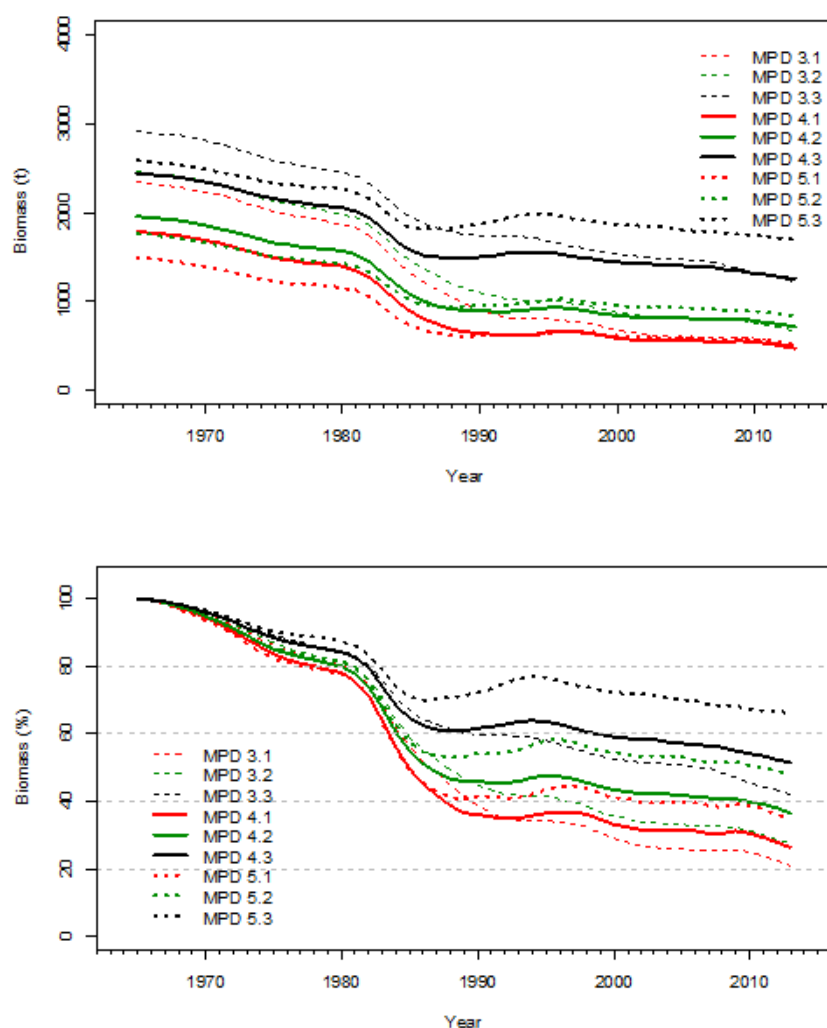 4000
3000
2000
1000
0
Biomass (t)
MPD 3.1
MPD 3.2
MPD 3.3
MPD 4.1
MPD 4.2
MPD 4.3
MPD 5.1
MPD 5.2
MPD 5.3
1970 1980 1990 2000 2010
Year
100
80
60
40
20
0
Biomass (%)
MPD 3.1
MPD 3.2
MPD 3.3
MPD 4.1
MPD 4.2
MPD 4.3
MPD 5.1
MPD 5.2
MPD 5.3
1970 1980 1990 2000 2010
Year